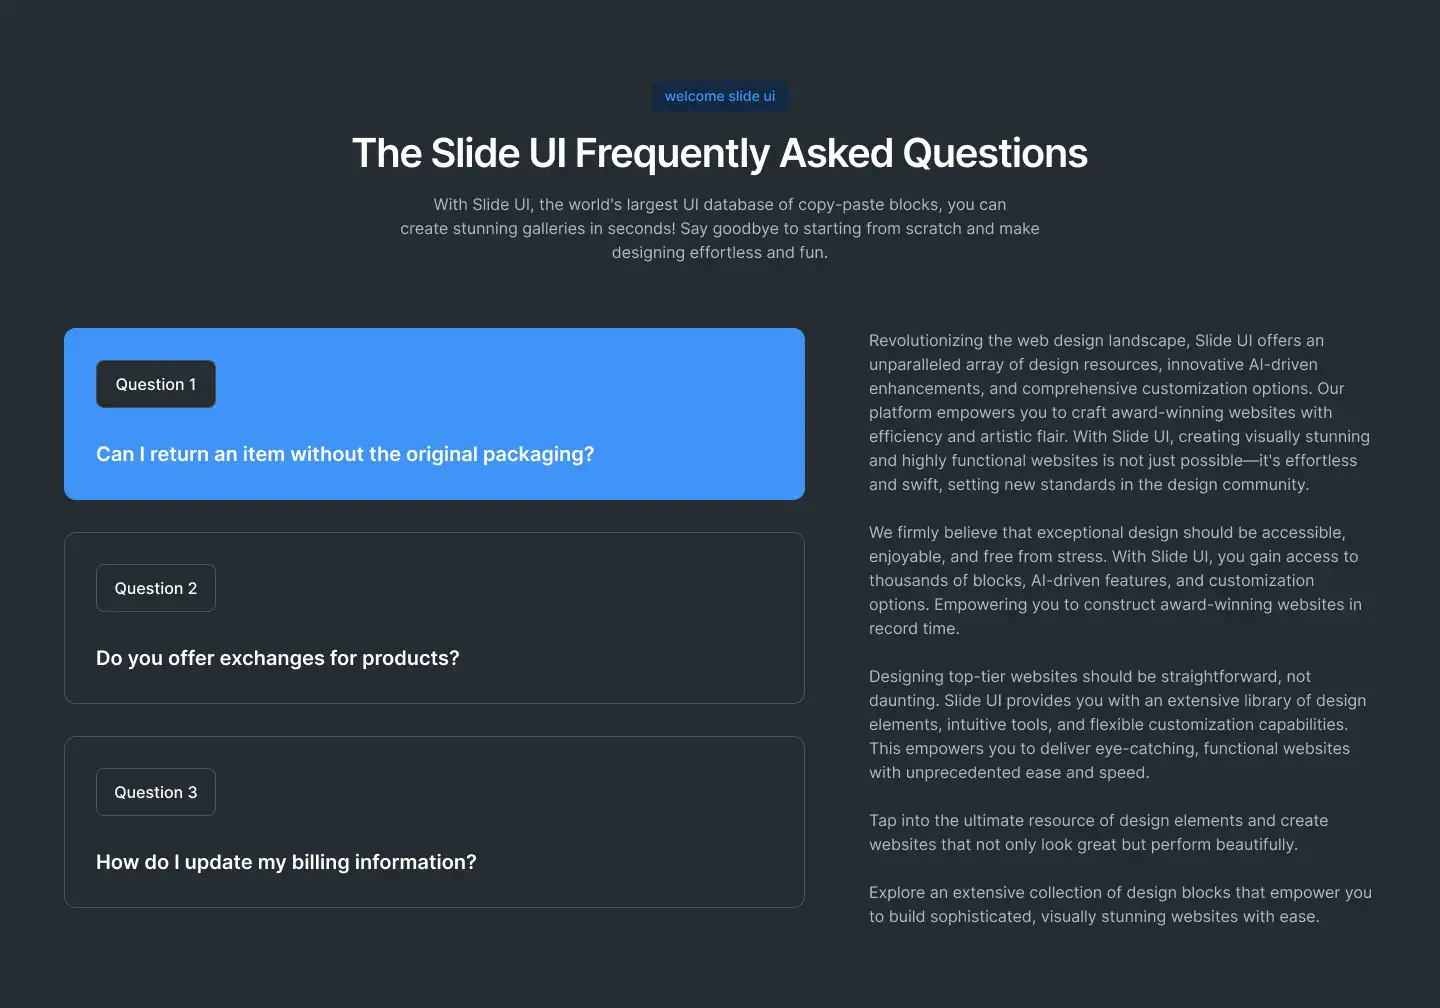 welcome slide ui
The Slide UI Frequently Asked Questions
With Slide UI, the world's largest UI database of copy-paste blocks, you can
create stunning galleries in seconds! Say goodbye to starting from scratch and make
designing effortless and fun.
Question 1
Can I return an item without the original packaging?
Question 2
Do you offer exchanges for products?
Question 3
How do I update my billing information?
Revolutionizing the web design landscape, Slide UI offers an
unparalleled array of design resources, innovative AI-driven
enhancements, and comprehensive customization options. Our
platform empowers you to craft award-winning websites with
efficiency and artistic flair. With Slide UI, creating visually stunning
and highly functional websites is not just possible—it's effortless
and swift, setting new standards in the design community.
We firmly believe that exceptional design should be accessible,
enjoyable, and free from stress. With Slide UI, you gain access to
thousands of blocks, AI-driven features, and customization
options. Empowering you to construct award-winning websites in
record time.
Designing top-tier websites should be straightforward, not
daunting. Slide UI provides you with an extensive library of design
elements, intuitive tools, and flexible customization capabilities.
This empowers you to deliver eye-catching, functional websites
with unprecedented ease and speed.
Tap into the ultimate resource of design elements and create
websites that not only look great but perform beautifully.
Explore an extensive collection of design blocks that empower you
to build sophisticated, visually stunning websites with ease.